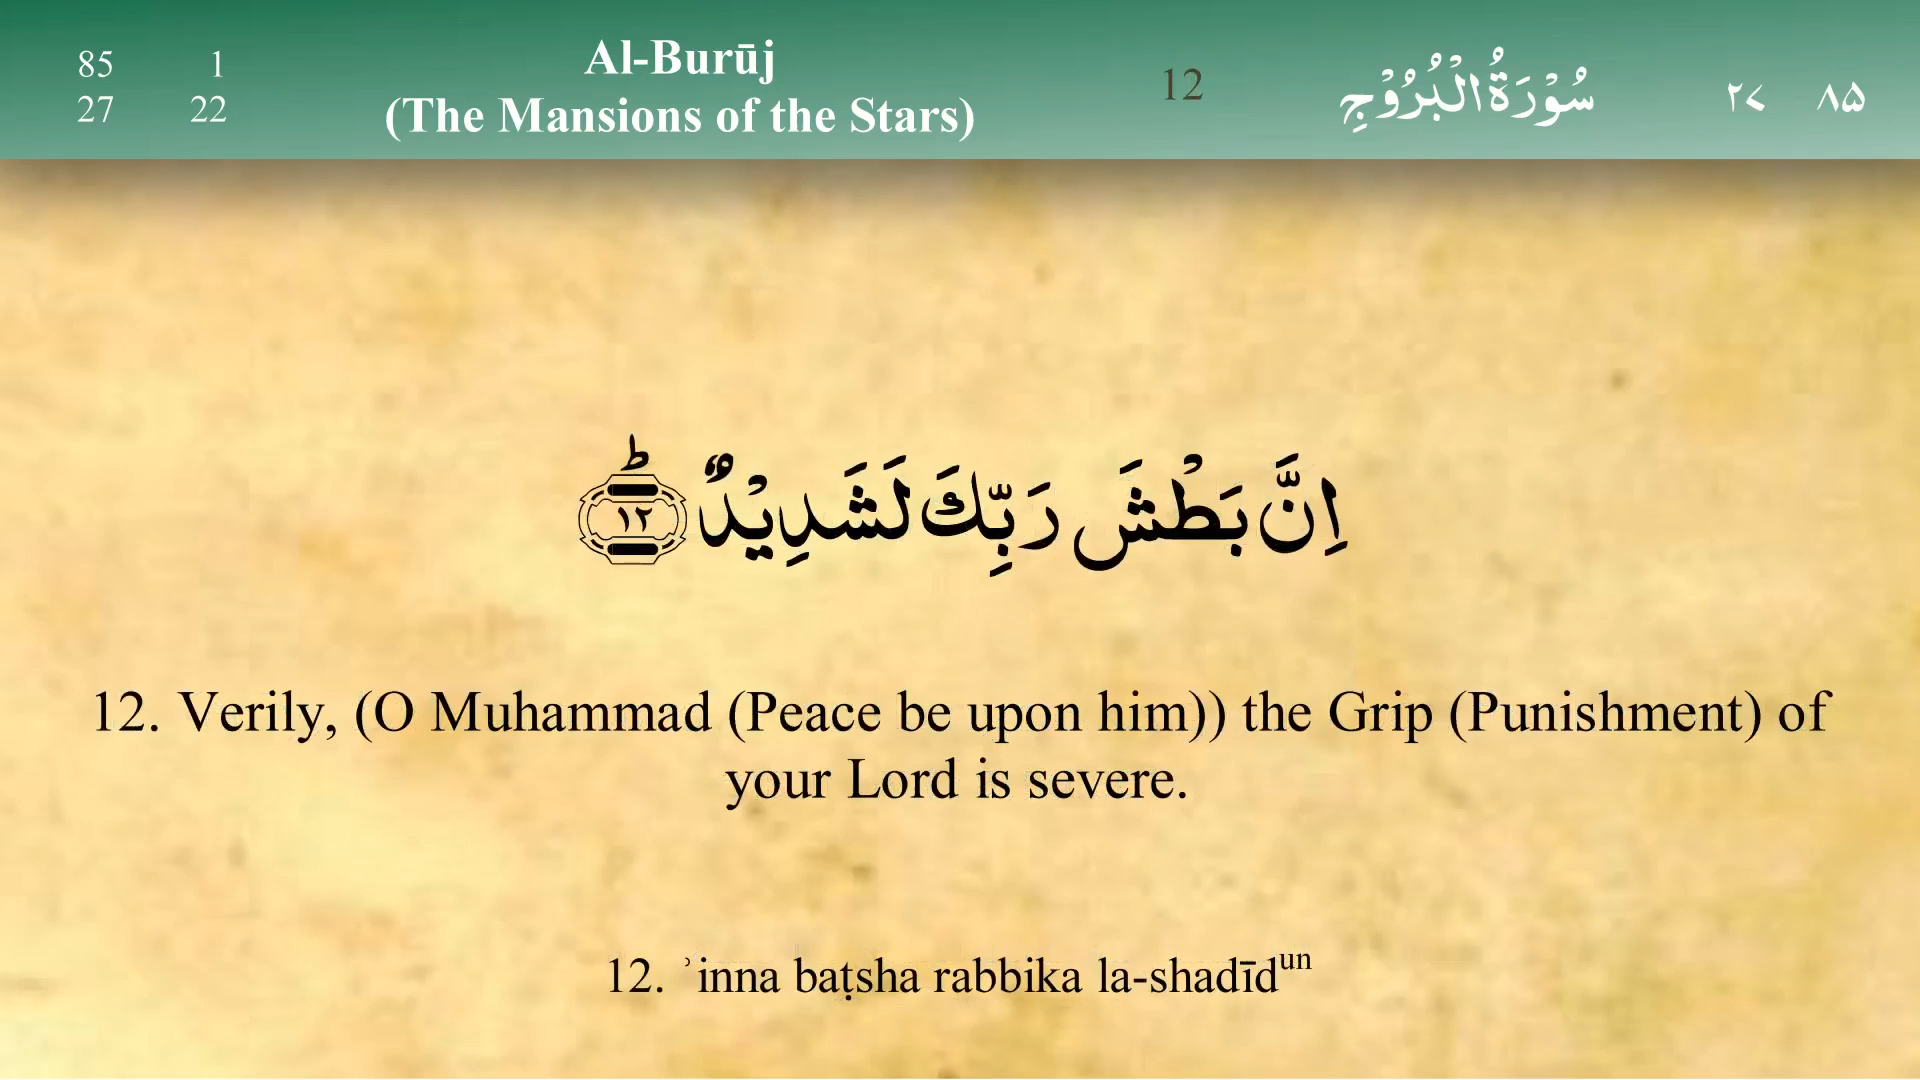 85 1
27 22
Al-Burūj
(The Mansions of the Stars)
12
سُوْرَةُ الْبُرُوْجِ
٢٧ ٨٥
اِنَّ بَطْشَ رَبِّكَ لَشَدِيْدٌ ؕ ١٢
12. Verily, (O Muhammad (Peace be upon him)) the Grip (Punishment) of
your Lord is severe.
12. ʾinna baṭsha rabbika la-shadīdᵘⁿ